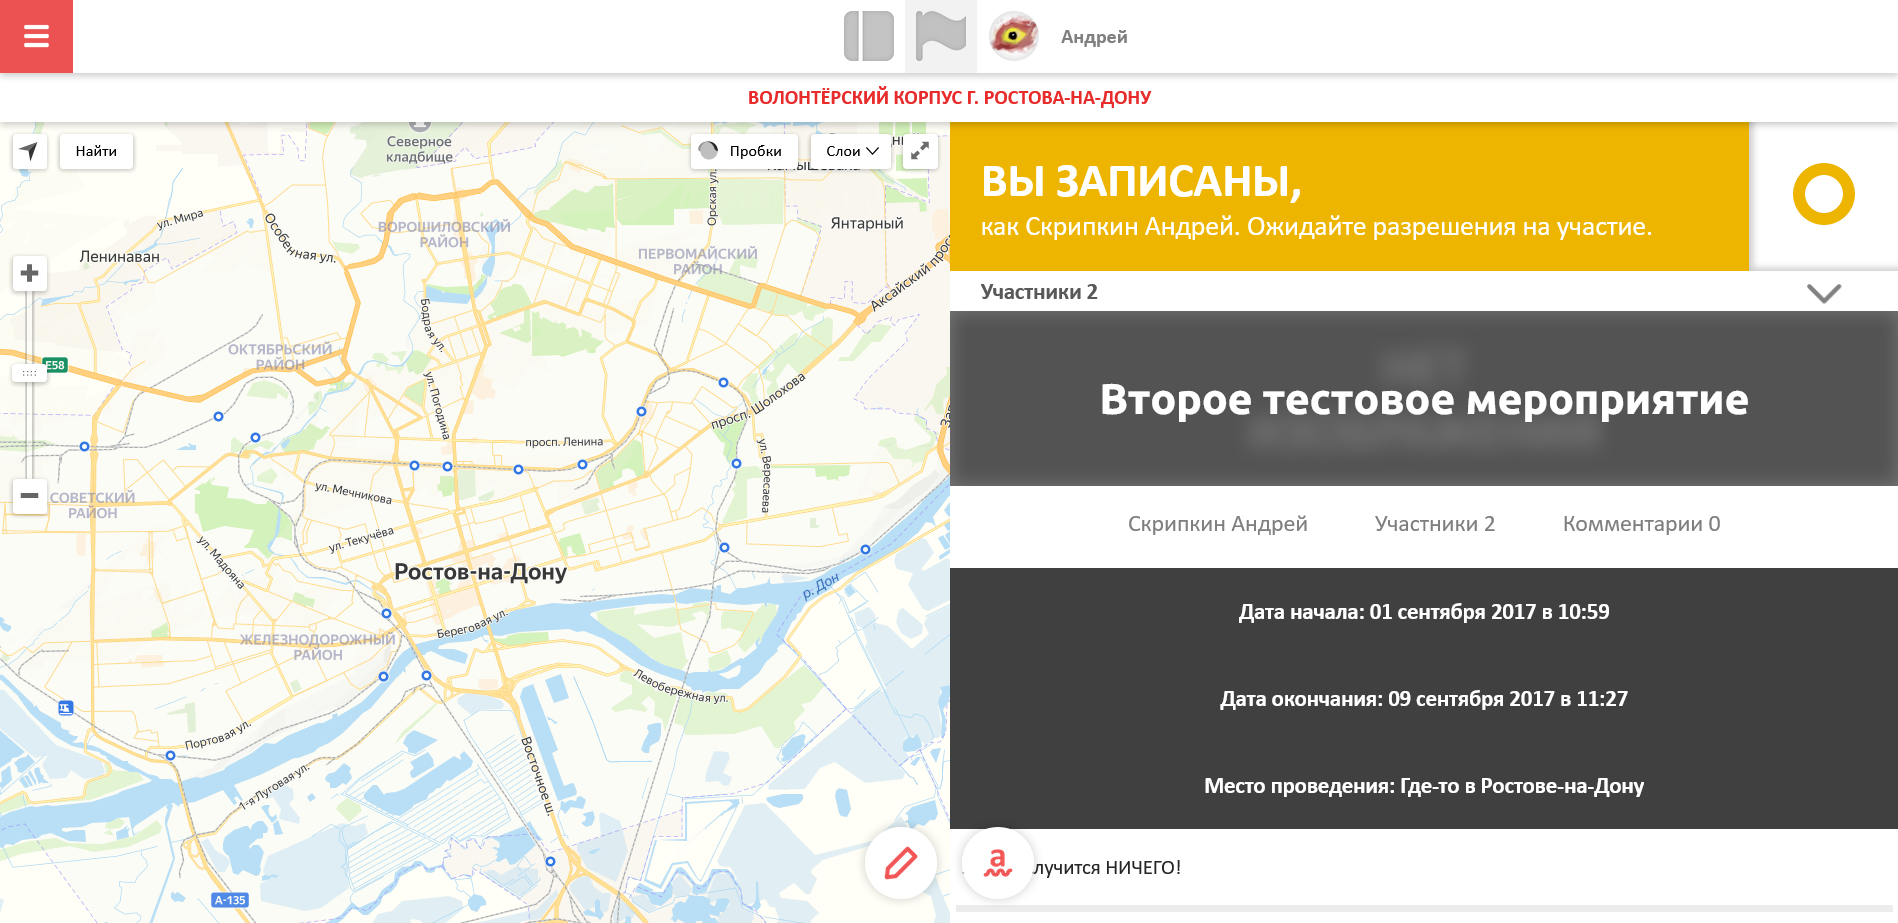 Андрей
ВОЛОНТЁРСКИЙ КОРПУС Г. РОСТОВА-НА-ДОНУ
Найти
Пробки
Слои
Северное
кладбище
ул. Мира
Особенная ул.
Орская ул.
Янтарный
ВОРОШИЛОВСКИЙ
РАЙОН
Ленинаван
ПЕРВОМАЙСКИЙ
РАЙОН
Аксайский прос
Бодрая ул.
ОКТЯБРЬСКИЙ
РАЙОН
E58
ул. Погодина
просп. Шолохова
просп. Ленина
ул. Вересаева
СОВЕТСКИЙ
РАЙОН
ул. Мечникова
ул. Текучёва
ул. Мадояна
Ростов-на-Дону
р. Дон
Береговая ул.
ЖЕЛЕЗНОДОРОЖНЫЙ
РАЙОН
Левобережная ул.
Портовая ул.
Восточное ш.
1-я Луговая ул.
А-135
ВЫ ЗАПИСАНЫ,
как Скрипкин Андрей. Ожидайте разрешения на участие.
Участники 2
Второе тестовое мероприятие
Скрипкин Андрей Участники 2 Комментарии 0
Дата начала: 01 сентября 2017 в 10:59
Дата окончания: 09 сентября 2017 в 11:27
Место проведения: Где-то в Ростове-на-Дону
а
лучится НИЧЕГО!